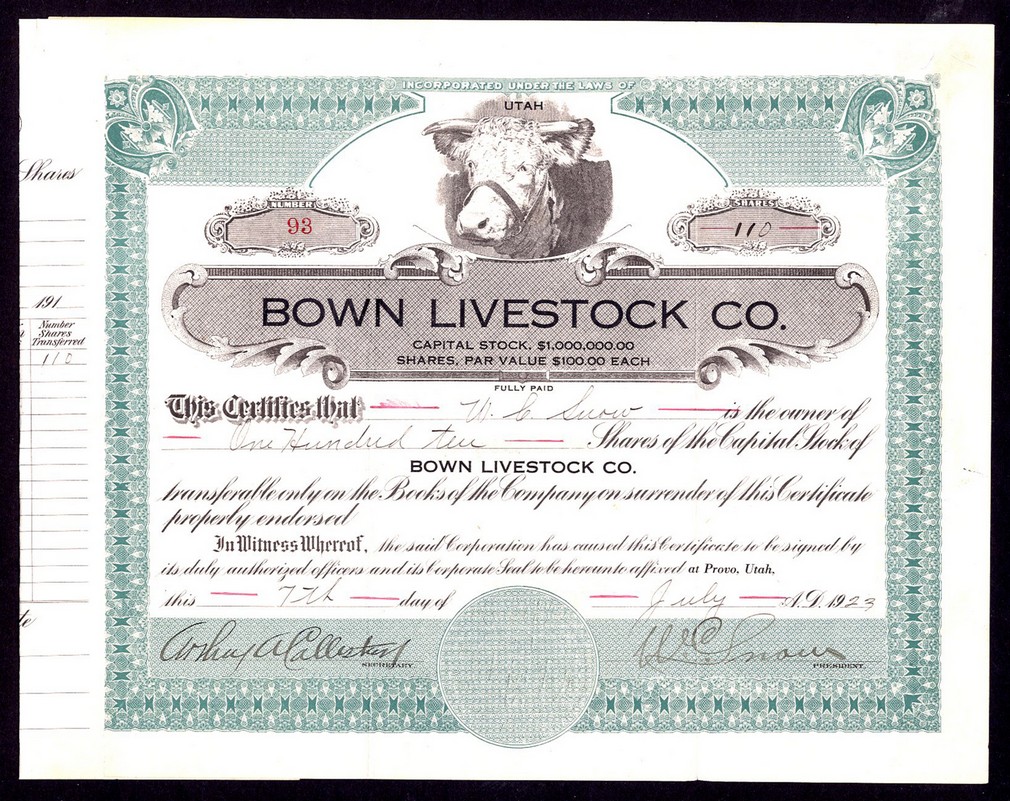 INCORPORATED UNDER THE LAWS OF
UTAH
Shares
NUMBER
93
SHARES
110
BOWN LIVESTOCK CO.
CAPITAL STOCK, $1,000,000.00
SHARES, PAR VALUE $100.00 EACH
191
Number
Shares
Transferred
110
FULLY PAID
This Certifies that W. C. Snow is the owner of
One Hundred ten Shares of the Capital Stock of
BOWN LIVESTOCK CO.
transferable only on the Books of the Company on surrender of this Certificate
properly endorsed
In Witness Whereof, the said Corporation has caused this Certificate to be signed by
its duly authorized officers and its Corporate Seal to be hereunto affixed at Provo, Utah,
this 7th day of July A.D. 1923
SECRETARY.
W C Snow
PRESIDENT.